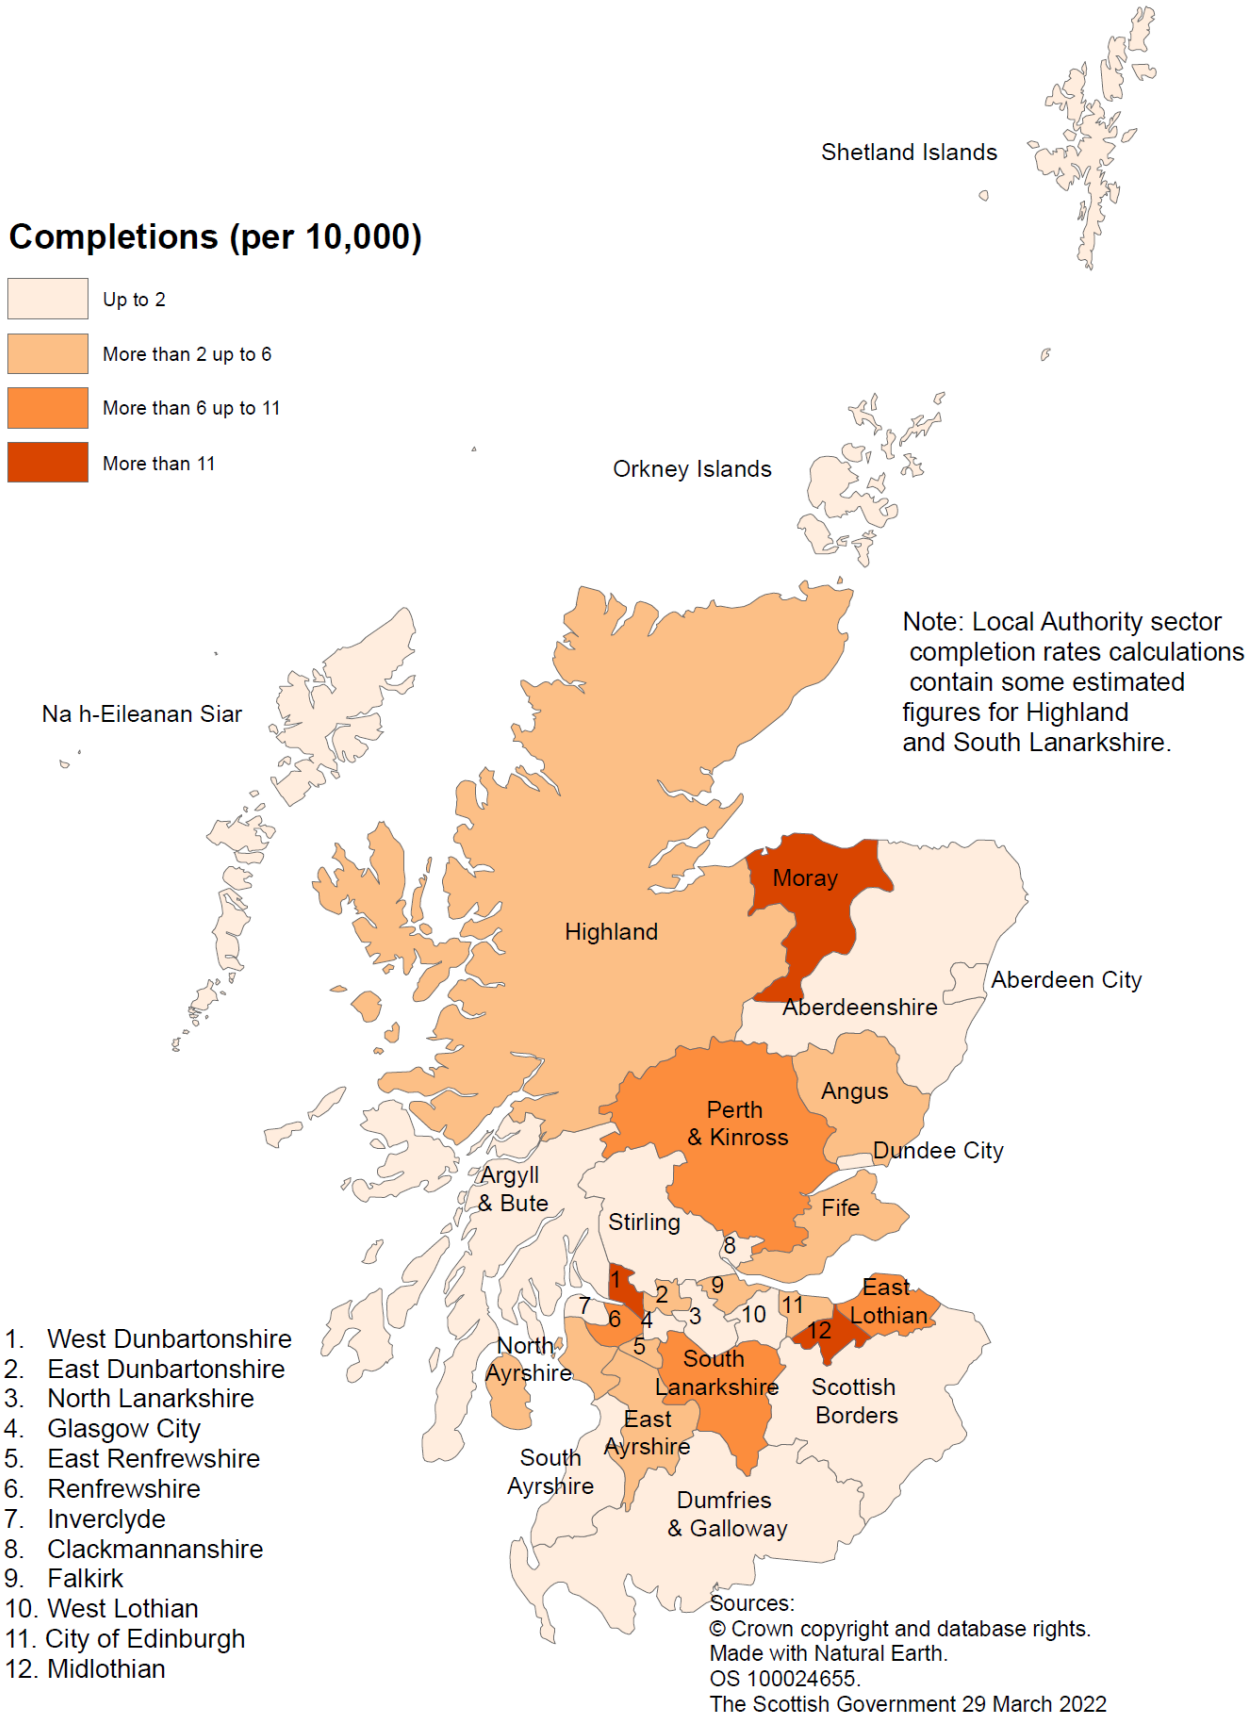 Shetland Islands
Completions (per 10,000)
Up to 2
More than 2 up to 6
More than 6 up to 11
More than 11
Orkney Islands
Note: Local Authority sector
completion rates calculations
contain some estimated
figures for Highland
and South Lanarkshire.
Na h-Eileanan Siar
Moray
Highland
Aberdeen City
Aberdeenshire
Angus
Perth
& Kinross
Dundee City
Argyll
& Bute
Fife
Stirling
8
1
2
9
7
6
4
3
10
11
12
5
East
Lothian
North
Ayrshire
South
Lanarkshire
Scottish
Borders
East
Ayrshire
South
Ayrshire
Dumfries
& Galloway
1. West Dunbartonshire
2. East Dunbartonshire
3. North Lanarkshire
4. Glasgow City
5. East Renfrewshire
6. Renfrewshire
7. Inverclyde
8. Clackmannanshire
9. Falkirk
10. West Lothian
11. City of Edinburgh
12. Midlothian
Sources:
© Crown copyright and database rights.
Made with Natural Earth.
OS 100024655.
The Scottish Government 29 March 2022